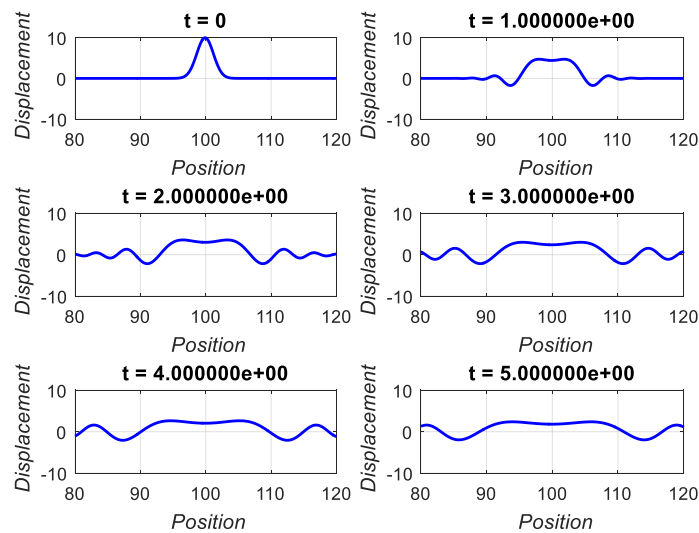 t = 0
Displacement
10
0
-10
80 90 100 110 120
Position
t = 1.000000e+00
Displacement
10
0
-10
80 90 100 110 120
Position
t = 2.000000e+00
Displacement
10
0
-10
80 90 100 110 120
Position
t = 3.000000e+00
Displacement
10
0
-10
80 90 100 110 120
Position
t = 4.000000e+00
Displacement
10
0
-10
80 90 100 110 120
Position
t = 5.000000e+00
Displacement
10
0
-10
80 90 100 110 120
Position